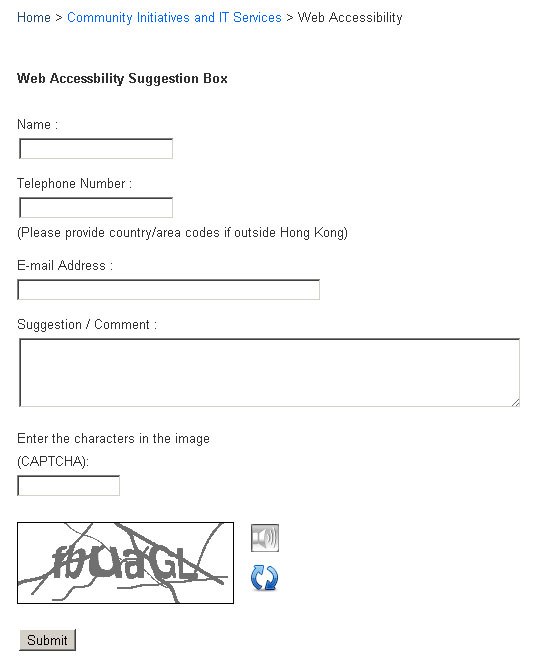 Home > Community Initiatives and IT Services > Web Accessibility
Web Accessbility Suggestion Box
Name :
Telephone Number :
(Please provide country/area codes if outside Hong Kong)
E-mail Address :
Suggestion / Comment :
Enter the characters in the image
(CAPTCHA):
fbUaGL
Submit